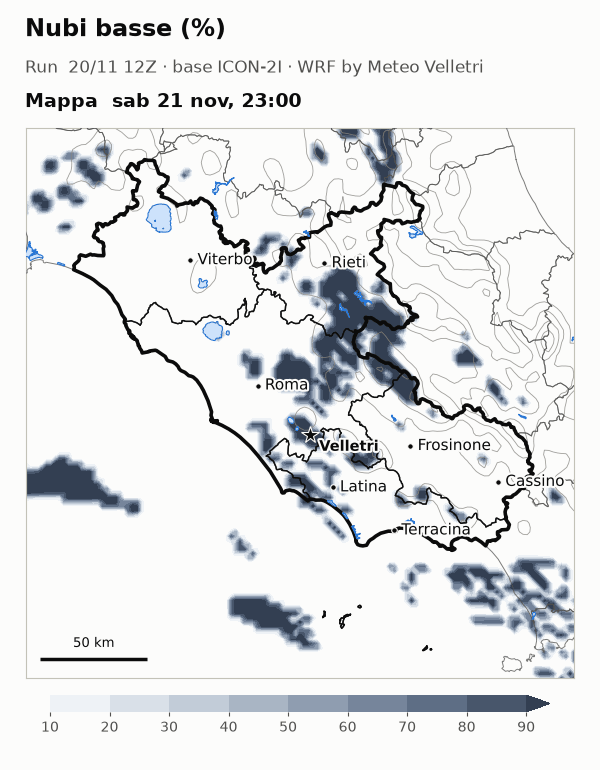 Nubi basse (%)
Run  20/11 12Z · base ICON-2I · WRF by Meteo Velletri
Mappa  sab 21 nov, 23:00
Viterbo
Rieti
Roma
Velletri
Frosinone
Latina
Cassino
Terracina
50 km
10 20 30 40 50 60 70 80 90